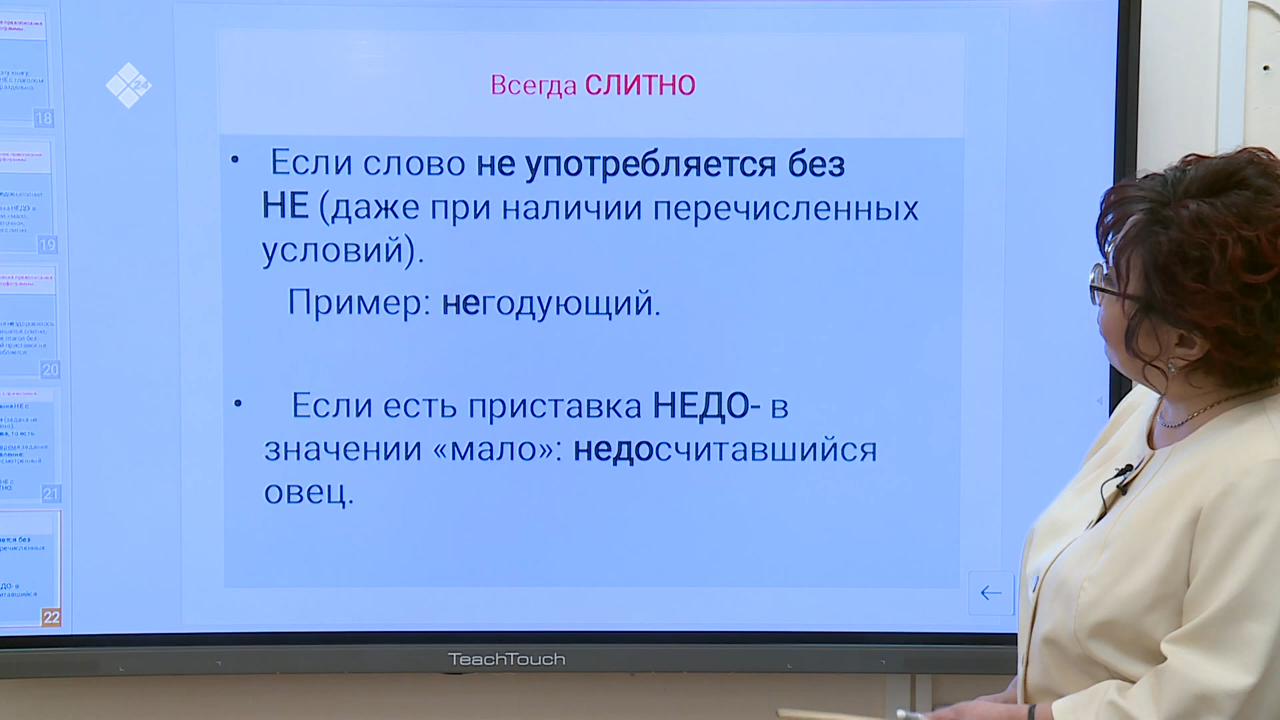 24
Всегда СЛИТНО
• Если слово не употребляется без
НЕ (даже при наличии перечисленных
условий).
Пример: негодующий.
• Если есть приставка НЕДО- в
значении «мало»: недосчитавшийся
овец.
18
19
20
21
22
TeachTouch